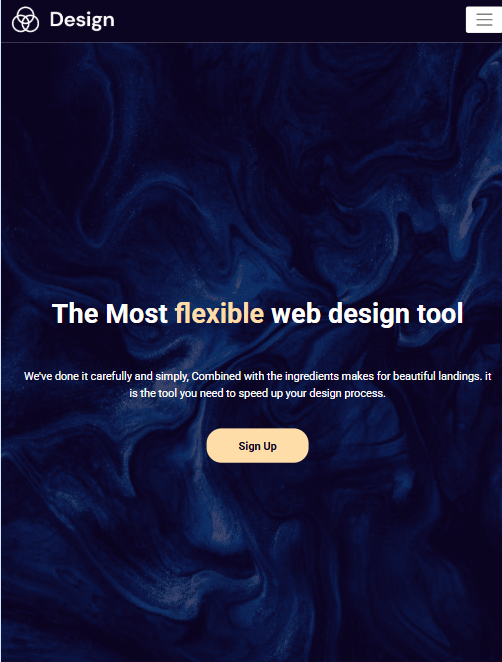 Design
The Most flexible web design tool
We've done it carefully and simply, Combined with the ingredients makes for beautiful landings. it
is the tool you need to speed up your design process.
Sign Up